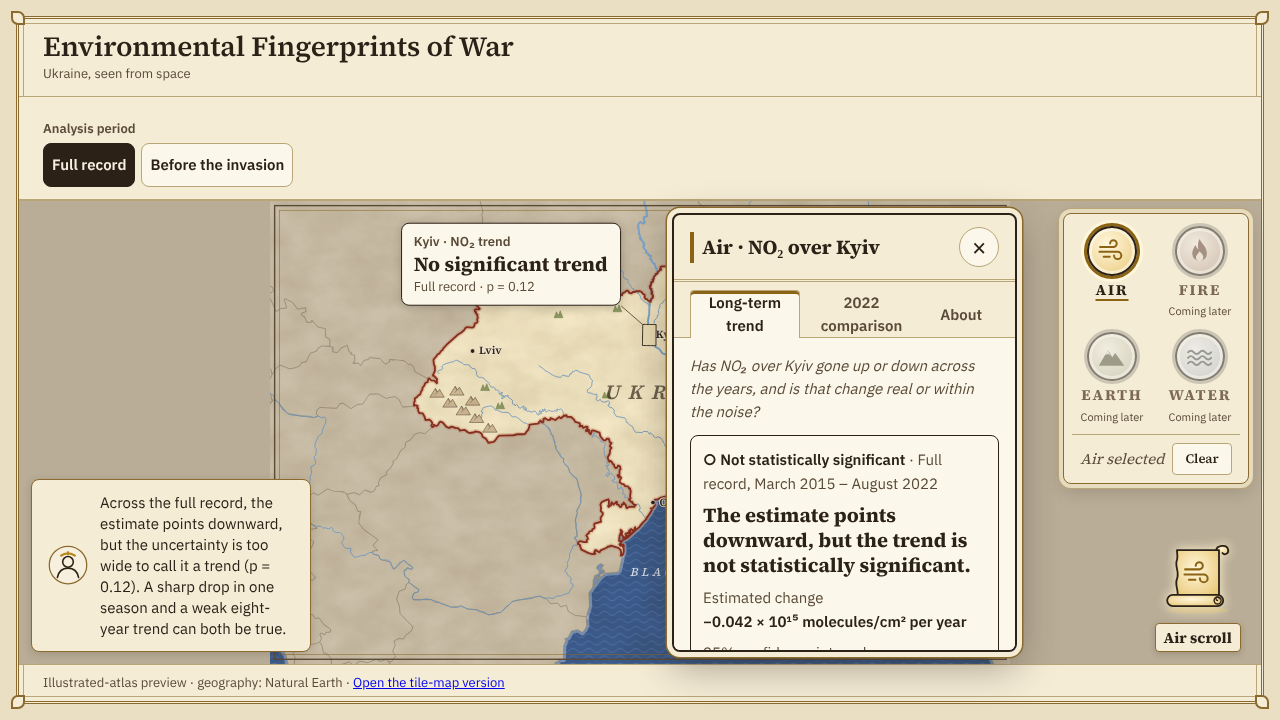 Environmental Fingerprints of War
Ukraine, seen from space
Analysis period
Full record
Before the invasion
Kyiv · NO₂ trend
No significant trend
Full record · p = 0.12
Lviv
UKR
BLA
Across the full record, the
estimate points downward,
but the uncertainty is too
wide to call it a trend (p =
0.12). A sharp drop in one
season and a weak eight-
year trend can both be true.
Air · NO₂ over Kyiv
×
Long-term
trend
2022
comparison
About
Has NO₂ over Kyiv gone up or down across
the years, and is that change real or within
the noise?
Not statistically significant · Full
record, March 2015 – August 2022
The estimate points
downward, but the trend is
not statistically significant.
Estimated change
−0.042 × 10¹⁵ molecules/cm² per year
AIR
FIRE
Coming later
EARTH
Coming later
WATER
Coming later
Air selected
Clear
Air scroll
Illustrated-atlas preview · geography: Natural Earth · Open the tile-map version